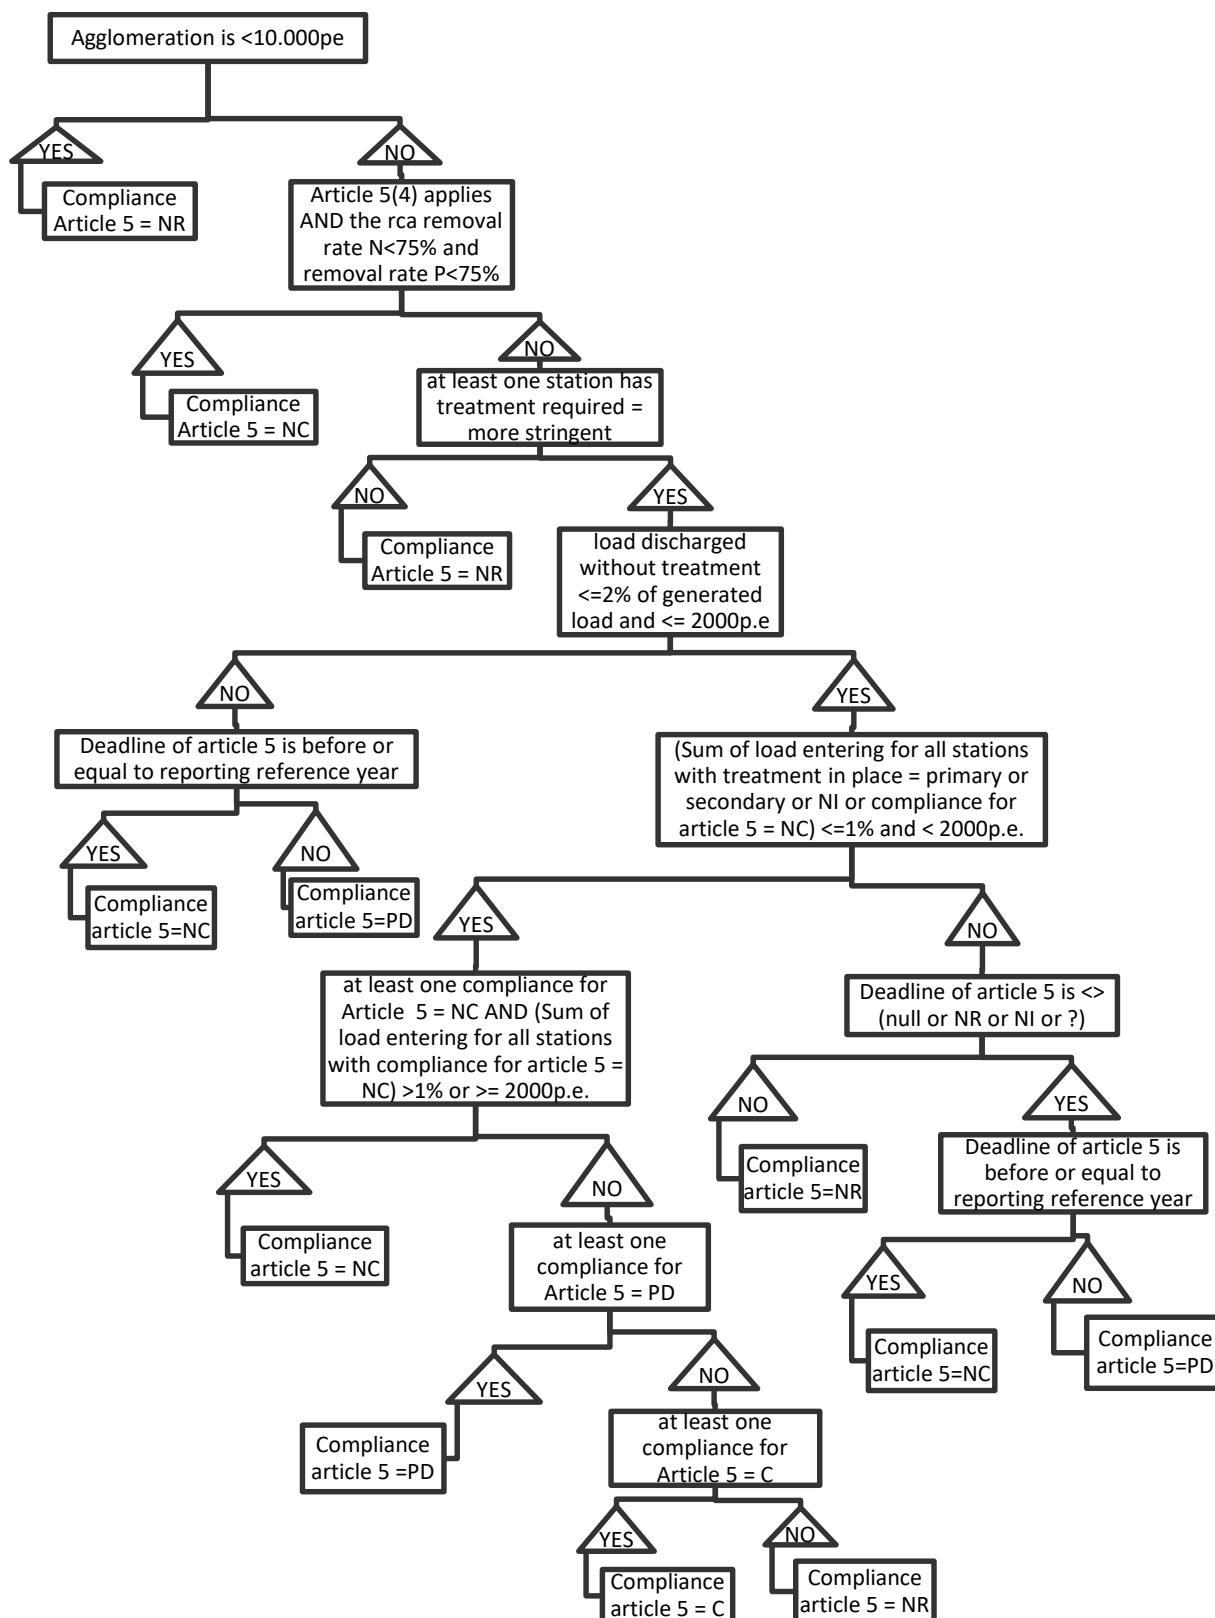 Agglomeration is <10.000pe
YES
NO
Compliance
Article 5 = NR
Article 5(4) applies
AND the rca removal
rate N<75% and
removal rate P<75%
YES
NO
Compliance
Article 5 = NC
at least one station has
treatment required =
more stringent
NO
YES
Compliance
Article 5 = NR
load discharged
without treatment
<=2% of generated
load and <= 2000p.e
NO
YES
Deadline of article 5 is before or
equal to reporting reference year
(Sum of load entering for all stations
with treatment in place = primary or
secondary or NI or compliance for
article 5 = NC) <=1% and < 2000p.e.
YES
NO
Compliance
article 5=NC
Compliance
article 5=PD
YES
NO
at least one compliance for
Article  5 = NC AND (Sum of
load entering for all stations
with compliance for article 5 =
NC) >1% or >= 2000p.e.
Deadline of article 5 is <>
(null or NR or NI or ?)
NO
YES
Compliance
article 5=NR
Deadline of article 5 is
before or equal to
reporting reference year
YES
NO
Compliance
article 5 = NC
at least one
compliance for
Article 5 = PD
YES
NO
Compliance
article 5=NC
Compliance
article 5=PD
YES
NO
Compliance
article 5 =PD
at least one
compliance for
Article 5 = C
YES
NO
Compliance
article 5 = C
Compliance
article 5 = NR